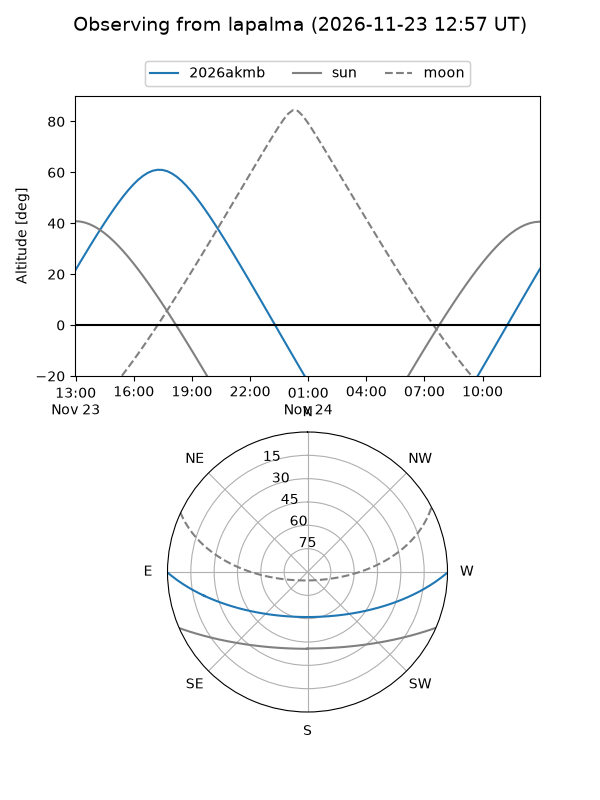 Observing from lapalma (2026-11-23 12:57 UT)
2026akmb sun moon
Altitude [deg]
80
60
40
20
0
−20
13:00 16:00 19:00 22:00 01:00 04:00 07:00 10:00
Nov 23 Nov 24
N
NE NW
15
30
45
60
75
E W
SE SW
S